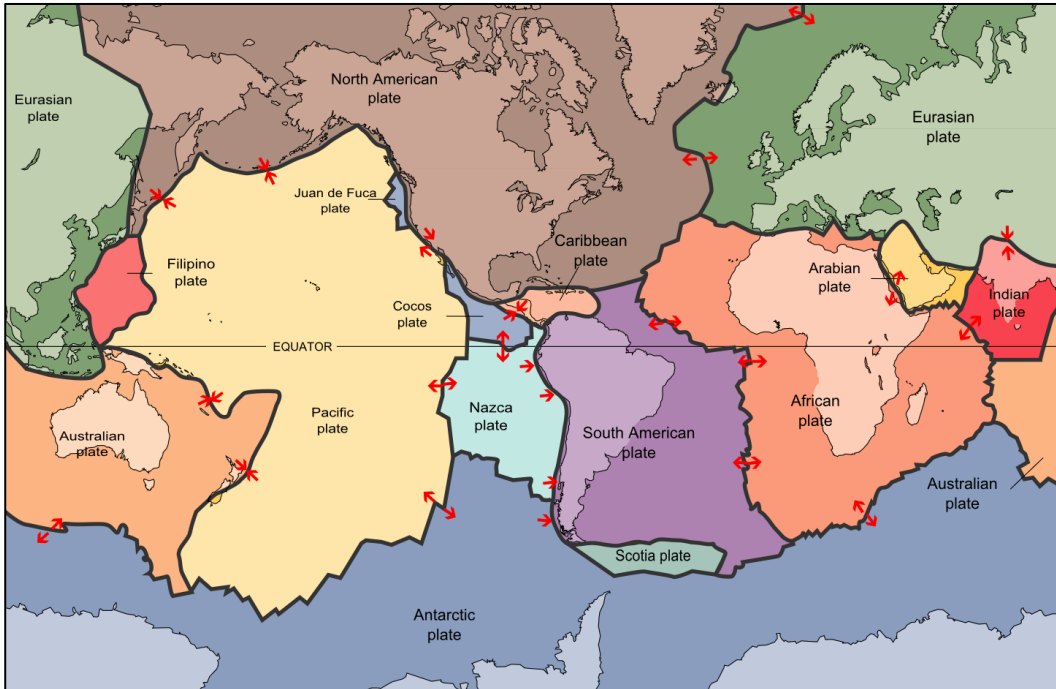 North American
plate
Eurasian
plate
Eurasian
plate
Juan de Fuca
plate
Caribbean
plate
Filipino
plate
Arabian
plate
Cocos
plate
Indian
plate
EQUATOR
Pacific
plate
Nazca
plate
African
plate
South American
plate
Australian
plate
Australian
plate
Scotia plate
Antarctic
plate